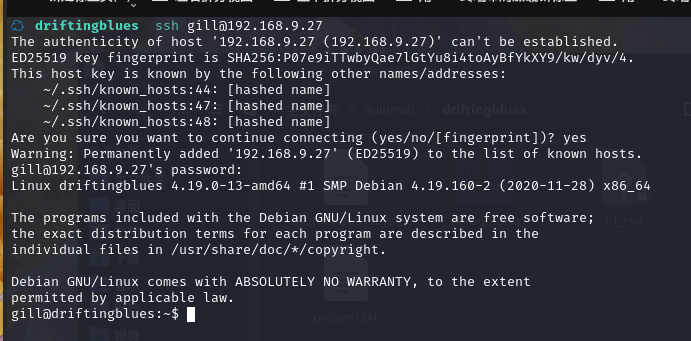 driftingblues ssh gill@192.168.9.27
The authenticity of host '192.168.9.27 (192.168.9.27)' can't be established.
ED25519 key fingerprint is SHA256:P07e9iTTwbyQae7lGtYu8i4toAyBfYkXY9/kw/dyv/4.
This host key is known by the following other names/addresses:
    ~/.ssh/known_hosts:44: [hashed name]
    ~/.ssh/known_hosts:47: [hashed name]
    ~/.ssh/known_hosts:48: [hashed name]
Are you sure you want to continue connecting (yes/no/[fingerprint])? yes
Warning: Permanently added '192.168.9.27' (ED25519) to the list of known hosts.
gill@192.168.9.27's password:
Linux driftingblues 4.19.0-13-amd64 #1 SMP Debian 4.19.160-2 (2020-11-28) x86_64
The programs included with the Debian GNU/Linux system are free software;
the exact distribution terms for each program are described in the
individual files in /usr/share/doc/*/copyright.
Debian GNU/Linux comes with ABSOLUTELY NO WARRANTY, to the extent
permitted by applicable law.
gill@driftingblues:~$
vulnhub
driftingblues
id_rsa
passwd.txt